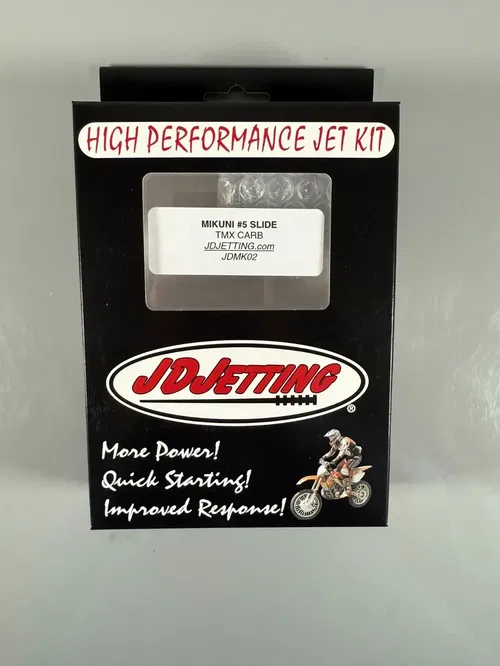 HIGH PERFORMANCE JET KIT
MIKUNI #5 SLIDE
TMX CARB
JDJETTING.com
JDMK02
JDJETTING
®
More Power!
Quick Starting!
Improved Response!